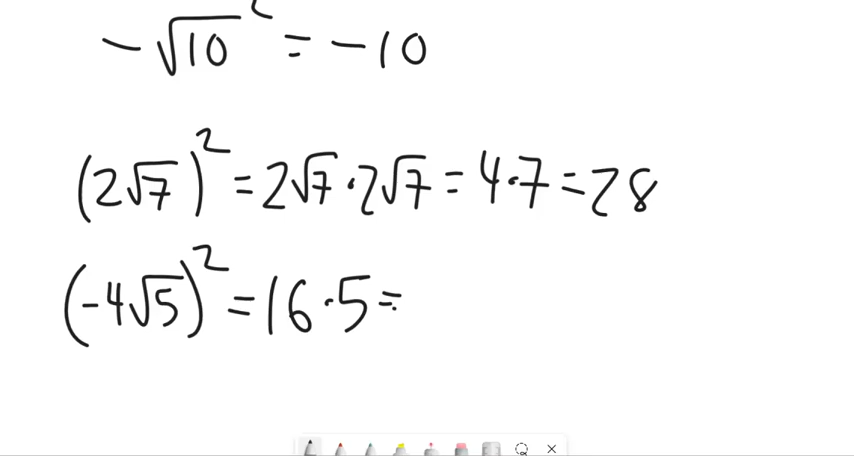 -√10² = -10
(2√7)² = 2√7·2√7 = 4·7 = 28
(-4√5)² = 16·5 =